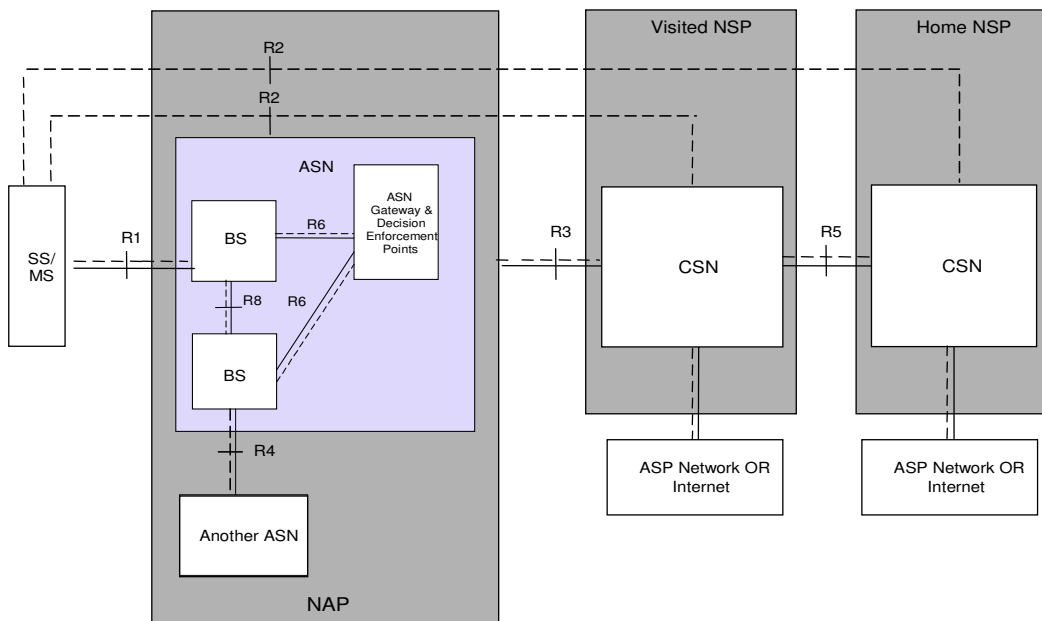 Visited NSP
Home NSP
R2
R2
ASN
ASN
Gateway &
Decision
Enforcement
Points
R6
BS
R1
SS/
MS
R3
R5
CSN
CSN
R8
R6
BS
R4
ASP Network OR
Internet
ASP Network OR
Internet
Another ASN
NAP